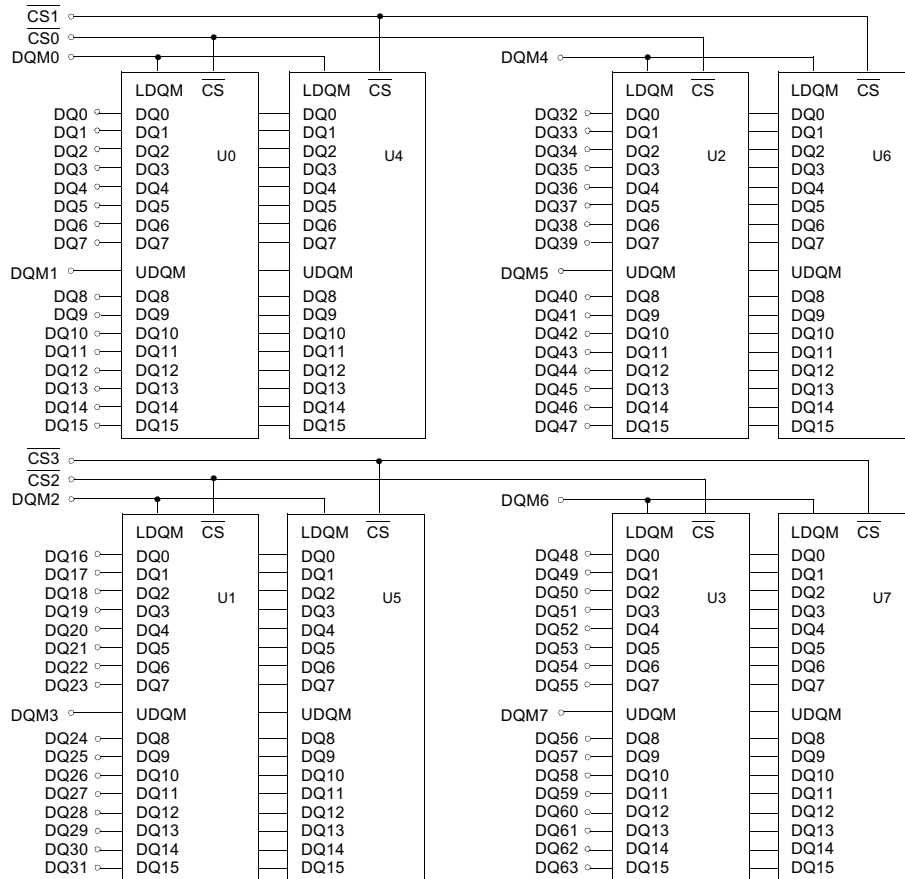 CS1
CS0
DQM0
LDQM CS
LDQM CS
DQ0 DQ0 DQ0
DQ1 DQ1 DQ1
DQ2 DQ2 U0 DQ2 U4
DQ3 DQ3 DQ3
DQ4 DQ4 DQ4
DQ5 DQ5 DQ5
DQ6 DQ6 DQ6
DQ7 DQ7 DQ7
DQM1 UDQM UDQM
DQ8 DQ8 DQ8
DQ9 DQ9 DQ9
DQ10 DQ10 DQ10
DQ11 DQ11 DQ11
DQ12 DQ12 DQ12
DQ13 DQ13 DQ13
DQ14 DQ14 DQ14
DQ15 DQ15 DQ15
DQM4
LDQM CS
LDQM CS
DQ32 DQ0 DQ0
DQ33 DQ1 DQ1
DQ34 DQ2 U2 DQ2 U6
DQ35 DQ3 DQ3
DQ36 DQ4 DQ4
DQ37 DQ5 DQ5
DQ38 DQ6 DQ6
DQ39 DQ7 DQ7
DQM5 UDQM UDQM
DQ40 DQ8 DQ8
DQ41 DQ9 DQ9
DQ42 DQ10 DQ10
DQ43 DQ11 DQ11
DQ44 DQ12 DQ12
DQ45 DQ13 DQ13
DQ46 DQ14 DQ14
DQ47 DQ15 DQ15
CS3
CS2
DQM2
LDQM CS
LDQM CS
DQ16 DQ0 DQ0
DQ17 DQ1 DQ1
DQ18 DQ2 U1 DQ2 U5
DQ19 DQ3 DQ3
DQ20 DQ4 DQ4
DQ21 DQ5 DQ5
DQ22 DQ6 DQ6
DQ23 DQ7 DQ7
DQM3 UDQM UDQM
DQ24 DQ8 DQ8
DQ25 DQ9 DQ9
DQ26 DQ10 DQ10
DQ27 DQ11 DQ11
DQ28 DQ12 DQ12
DQ29 DQ13 DQ13
DQ30 DQ14 DQ14
DQ31 DQ15 DQ15
DQM6
LDQM CS
LDQM CS
DQ48 DQ0 DQ0
DQ49 DQ1 DQ1
DQ50 DQ2 U3 DQ2 U7
DQ51 DQ3 DQ3
DQ52 DQ4 DQ4
DQ53 DQ5 DQ5
DQ54 DQ6 DQ6
DQ55 DQ7 DQ7
DQM7 UDQM UDQM
DQ56 DQ8 DQ8
DQ57 DQ9 DQ9
DQ58 DQ10 DQ10
DQ59 DQ11 DQ11
DQ60 DQ12 DQ12
DQ61 DQ13 DQ13
DQ62 DQ14 DQ14
DQ63 DQ15 DQ15